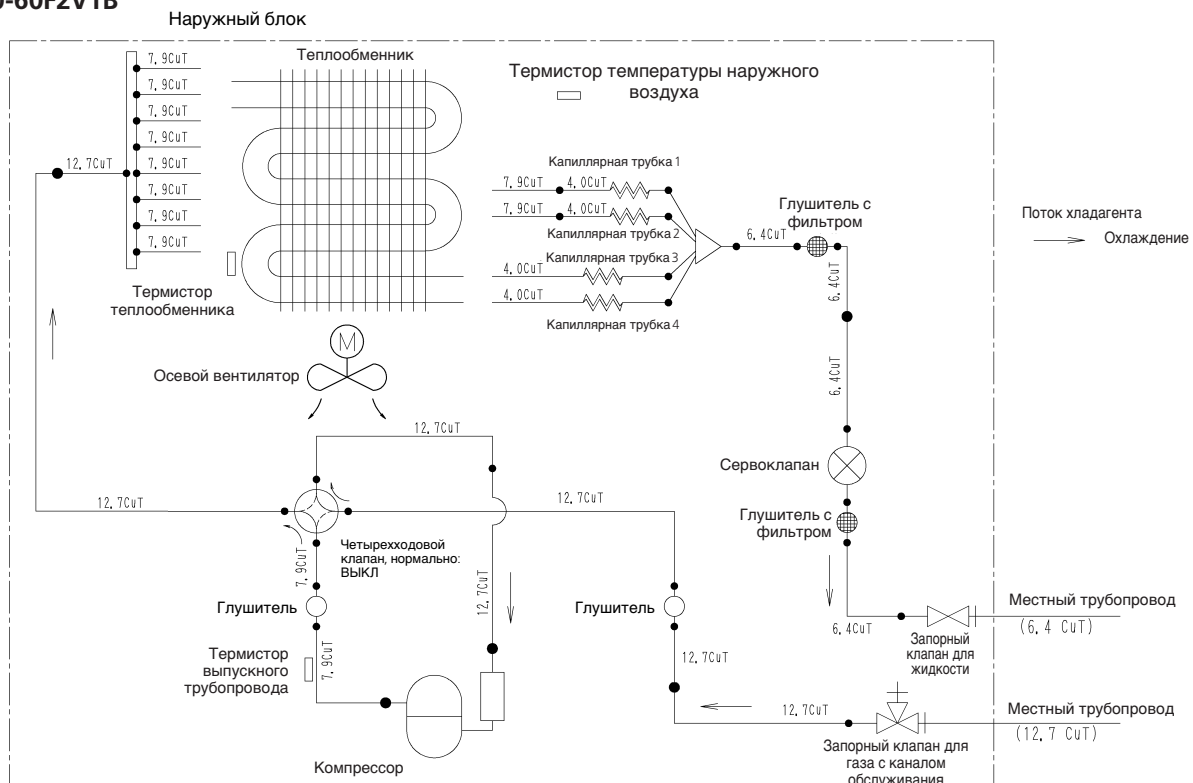 Наружный блок
7,9CuT
Теплообменник
Термистор температуры наружного
воздуха
7,9CuT
7,9CuT
7,9CuT
12,7CuT
7,9CuT
7,9CuT
7,9CuT
7,9CuT
Капиллярная трубка 1
7,9CuT
4,0CuT
7,9CuT
4,0CuT
Капиллярная трубка 2
Капиллярная трубка 3
4,0CuT
4,0CuT
Капиллярная трубка 4
6,4CuT
Глушитель с
фильтром
Поток хладагента
Охлаждение
Термистор
теплообменника
6,4CuT
M
Осевой вентилятор
6,4CuT
12,7CuT
Сервоклапан
12,7CuT
12,7CuT
Глушитель с
фильтром
Четырехходовой
клапан, нормально:
ВЫКЛ
7,9CuT
12,7CuT
Глушитель
Глушитель
6,4CuT
Местный трубопровод
(6,4 CuT)
Запорный
клапан для
жидкости
Термистор
выпускного
трубопровода
7,9CuT
12,7CuT
12,7CuT
Местный трубопровод
(12,7 CuT)
Компрессор
Запорный клапан для
газа с каналом
обслуживания